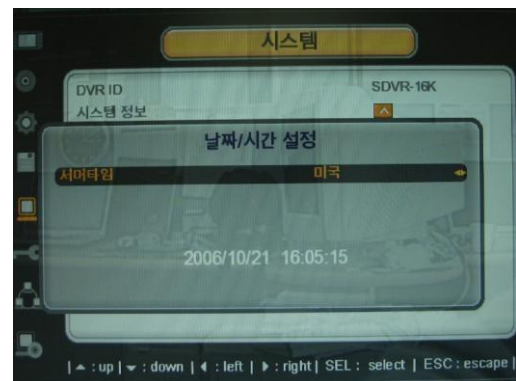 시스템
DVR ID SDVR-16K
시스템 정보
날짜/시간 설정
서머타임 미국
2006/10/21 16:05:15
| ▲ : up | ▼ : down | ◀ : left | ▶ : right | SEL : select | ESC : escape |